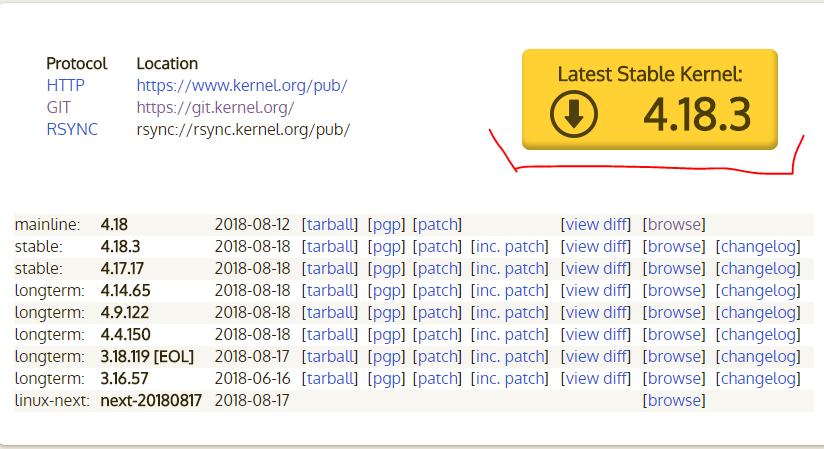 Protocol Location
HTTP https://www.kernel.org/pub/
GIT https://git.kernel.org/
RSYNC rsync://rsync.kernel.org/pub/
Latest Stable Kernel:
4.18.3
mainline: 4.18 2018-08-12 [tarball] [pgp] [patch] [view diff] [browse]
stable: 4.18.3 2018-08-18 [tarball] [pgp] [patch] [inc. patch] [view diff] [browse] [changelog]
stable: 4.17.17 2018-08-18 [tarball] [pgp] [patch] [inc. patch] [view diff] [browse] [changelog]
longterm: 4.14.65 2018-08-18 [tarball] [pgp] [patch] [inc. patch] [view diff] [browse] [changelog]
longterm: 4.9.122 2018-08-18 [tarball] [pgp] [patch] [inc. patch] [view diff] [browse] [changelog]
longterm: 4.4.150 2018-08-18 [tarball] [pgp] [patch] [inc. patch] [view diff] [browse] [changelog]
longterm: 3.18.119 [EOL] 2018-08-17 [tarball] [pgp] [patch] [inc. patch] [view diff] [browse] [changelog]
longterm: 3.16.57 2018-06-16 [tarball] [pgp] [patch] [inc. patch] [view diff] [browse] [changelog]
linux-next: next-20180817 2018-08-17 [browse]